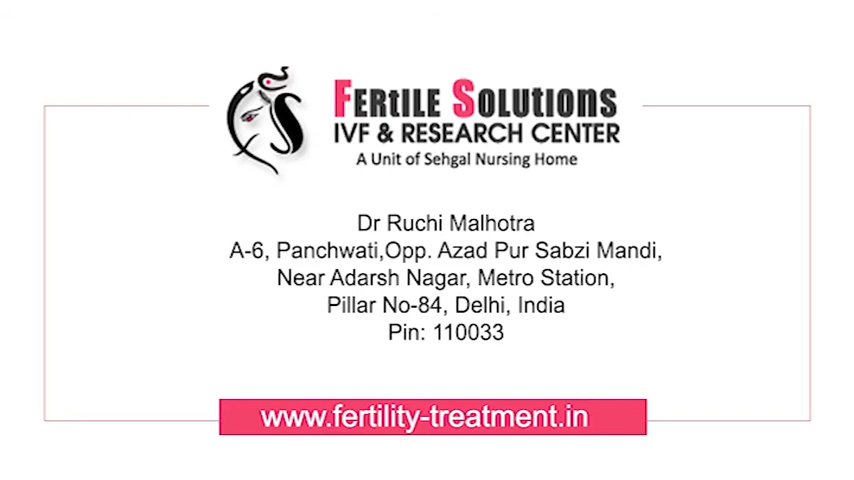 FERtILE SOLUTIONS
IVF & RESEARCH CENTER
A Unit of Sehgal Nursing Home
Dr Ruchi Malhotra
A-6, Panchwati,Opp. Azad Pur Sabzi Mandi,
Near Adarsh Nagar, Metro Station,
Pillar No-84, Delhi, India
Pin: 110033
www.fertility-treatment.in